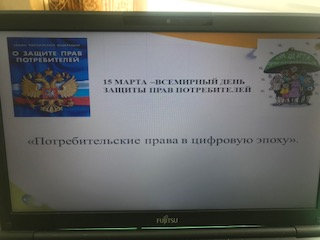 О ЗАЩИТЕ ПРАВ
ПОТРЕБИТЕЛЕЙ
15 МАРТА –ВСЕМИРНЫЙ ДЕНЬ
ЗАЩИТЫ ПРАВ ПОТРЕБИТЕЛЕЙ
«Потребительские права в цифровую эпоху».
FUJITSU